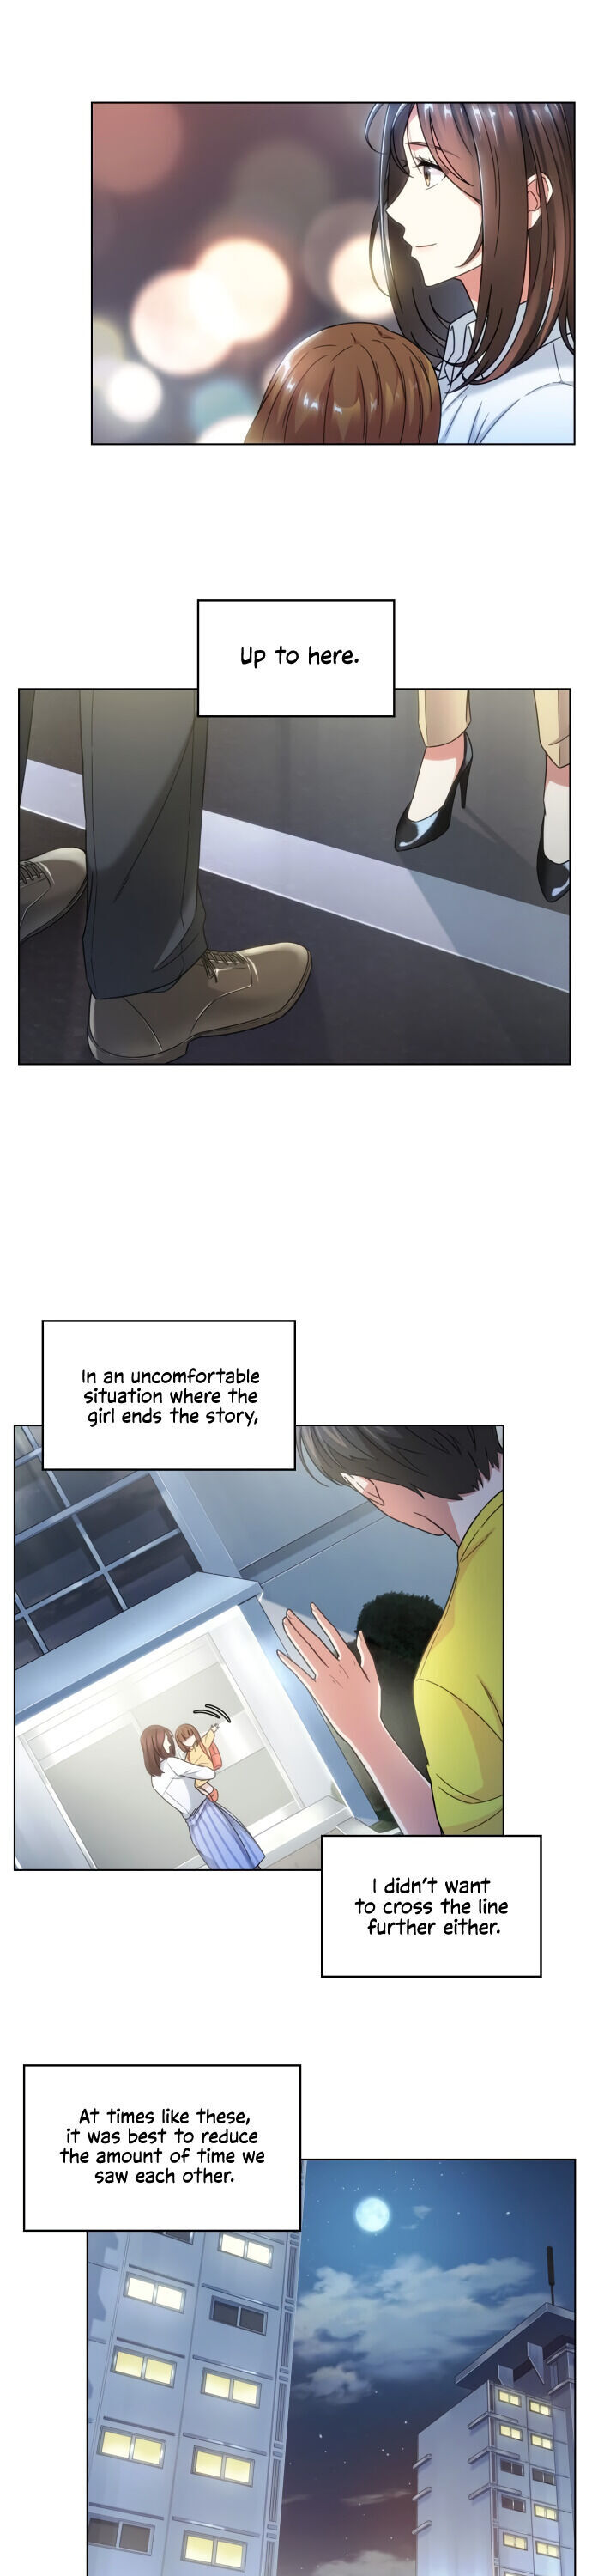 Up to here.
In an uncomfortable
situation where the
girl ends the story,
I didn't want
to cross the line
further either.
At times like these,
it was best to reduce
the amount of time we
saw each other.